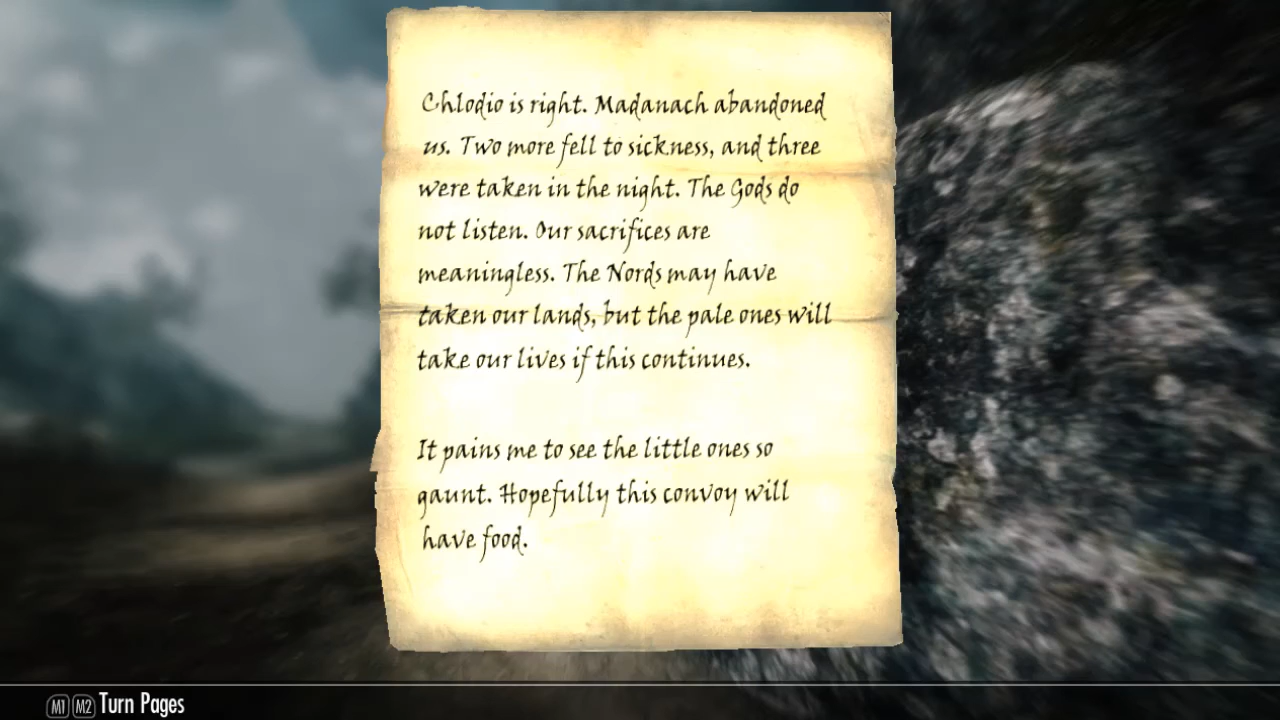 Chlodio is right. Madanach abandoned
us. Two more fell to sickness, and three
were taken in the night. The Gods do
not listen. Our sacrifices are
meaningless. The Nords may have
taken our lands, but the pale ones will
take our lives if this continues.
It pains me to see the little ones so
gaunt. Hopefully this convoy will
have food.
M1 M2 Turn Pages